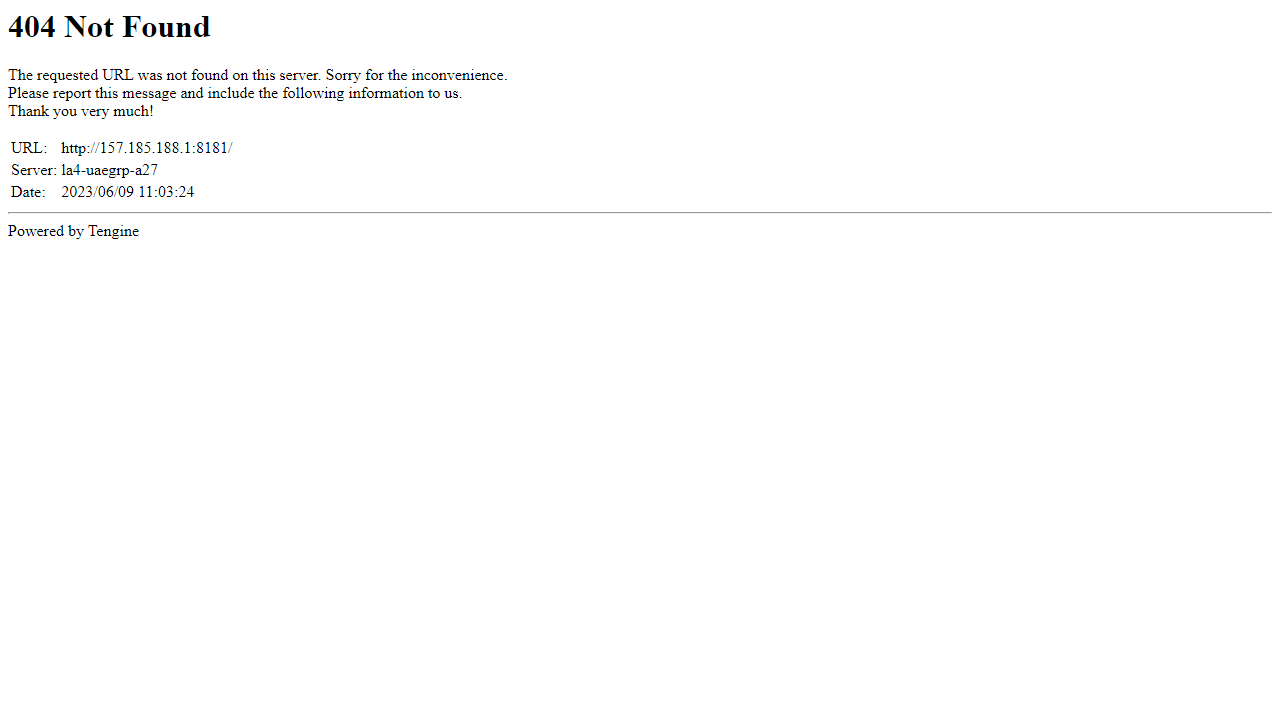 404 Not Found
The requested URL was not found on this server. Sorry for the inconvenience.
Please report this message and include the following information to us.
Thank you very much!
URL: http://157.185.188.1:8181/
Server: la4-uaegrp-a27
Date: 2023/06/09 11:03:24
Powered by Tengine